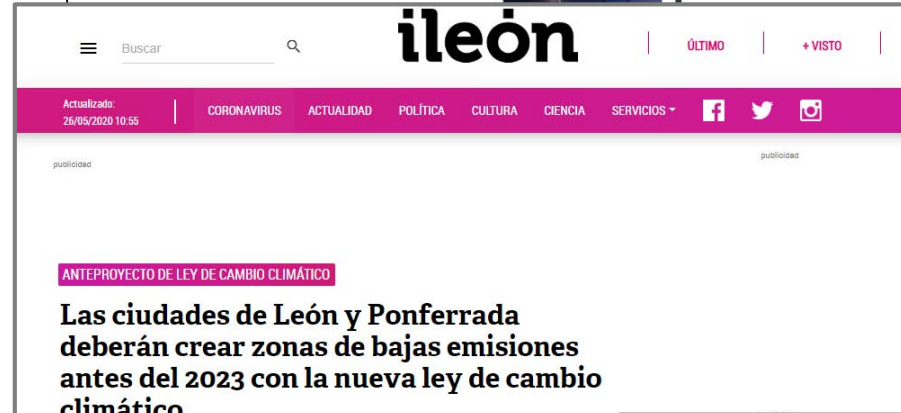 Buscar
ileón
ÚLTIMO
+ VISTO
Actualizado:
26/05/2020 10:55
CORONAVIRUS
ACTUALIDAD
POLÍTICA
CULTURA
CIENCIA
SERVICIOS
publicidad
publicidad
ANTEPROYECTO DE LEY DE CAMBIO CLIMÁTICO
Las ciudades de León y Ponferrada
deberán crear zonas de bajas emisiones
antes del 2023 con la nueva ley de cambio
climático